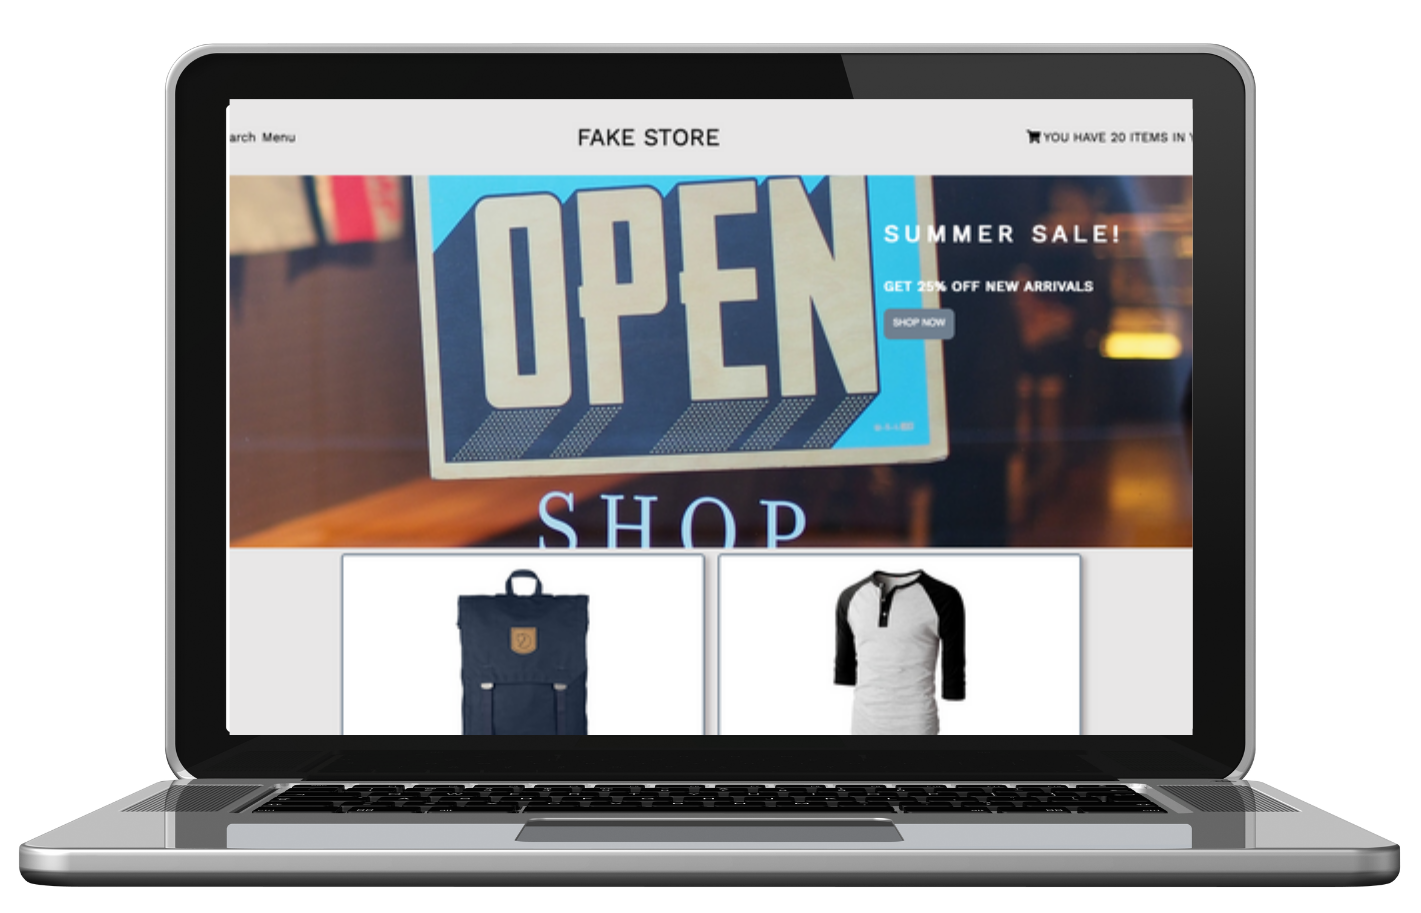 arch Menu
FAKE STORE
YOU HAVE 20 ITEMS IN
OPEN
SUMMER SALE!
GET 25% OFF NEW ARRIVALS
SHOP NOW
SHOP